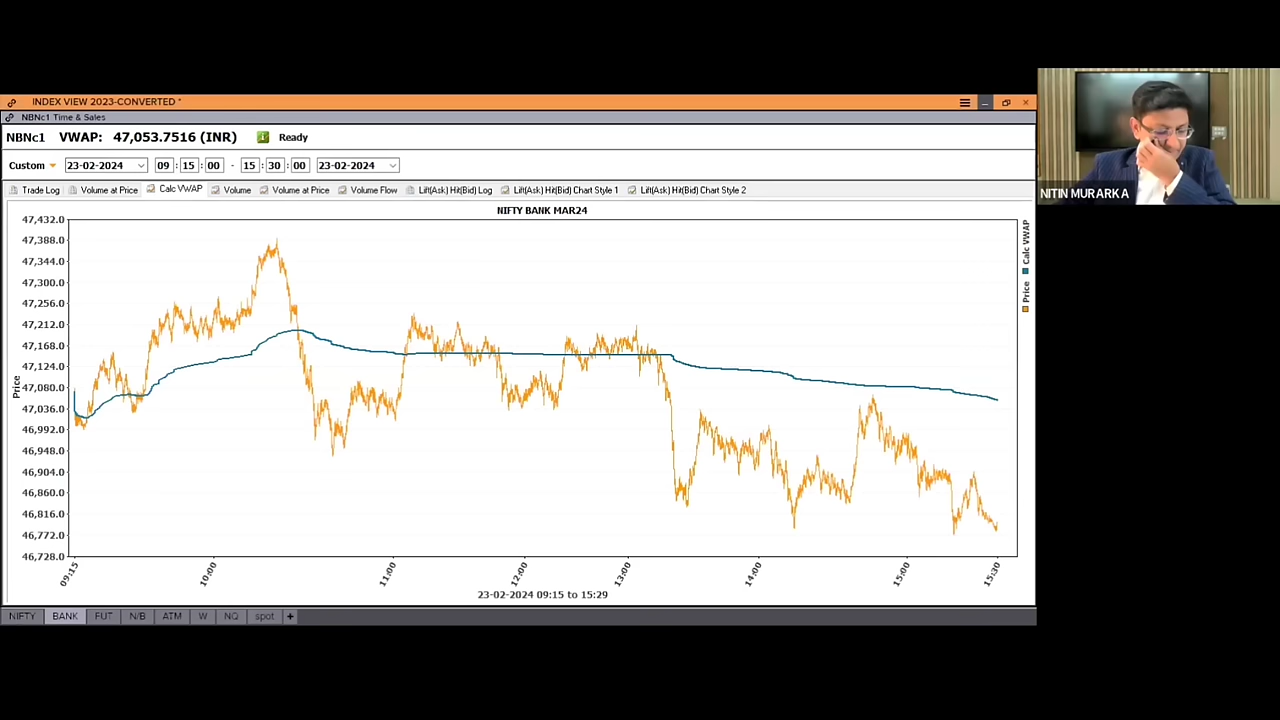 INDEX VIEW 2023-CONVERTED *
NBNc1 Time & Sales
NBNc1 VWAP: 47,053.7516 (INR) Ready
Custom 23-02-2024 09 : 15 : 00 - 15 : 30 : 00 23-02-2024
Trade Log Volume at Price Calc VWAP Volume Volume at Price Volume Flow Lift(Ask) Hit(Bid) Log Lift(Ask) Hit(Bid) Chart Style 1 Lift(Ask) Hit(Bid) Chart Style 2
NITIN MURARKA
NIFTY BANK MAR24
47,432.0
47,388.0
47,344.0
47,300.0
47,256.0
47,212.0
47,168.0
47,124.0
47,080.0
47,036.0
46,992.0
46,948.0
46,904.0
46,860.0
46,816.0
46,772.0
46,728.0
Price
Calc VWAP
Price
09:15 10:00 11:00 12:00 13:00 14:00 15:00 15:30
23-02-2024 09:15 to 15:29
NIFTY BANK FUT N/B ATM W NQ spot +